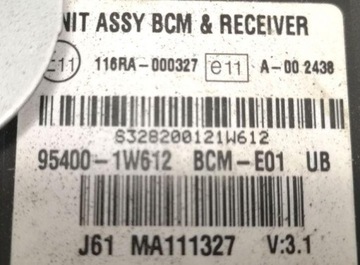 NIT ASSY BCM & RECEIVER
E11 116RA-000327 e11 A-00 2438
S328200121W612
95400-1W612 BCM-E01 UB
J61 MA111327 V:3.1